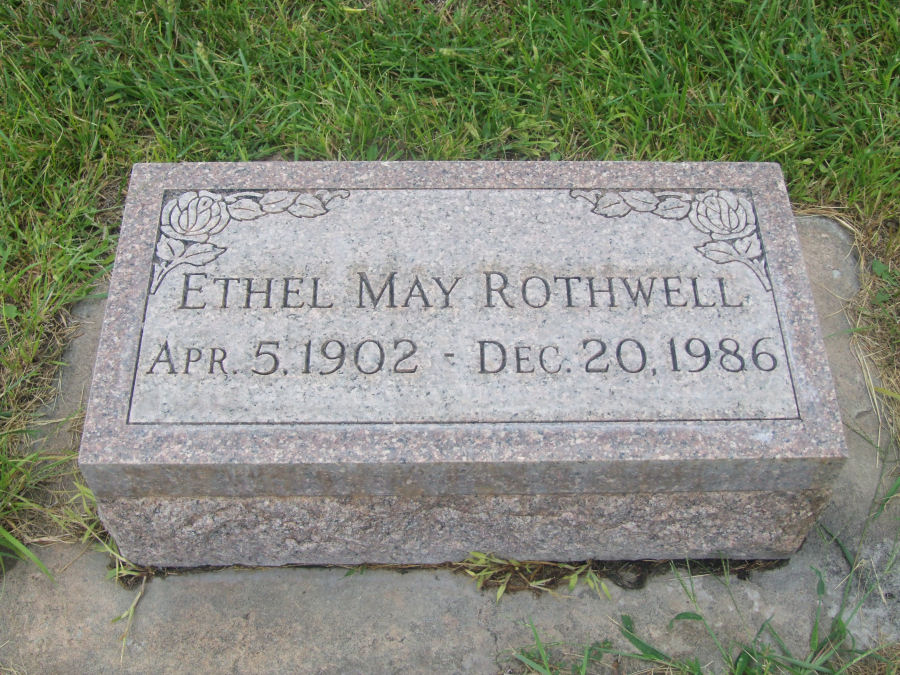 ETHEL MAY ROTHWELL
APR. 5, 1902 - DEC. 20, 1986